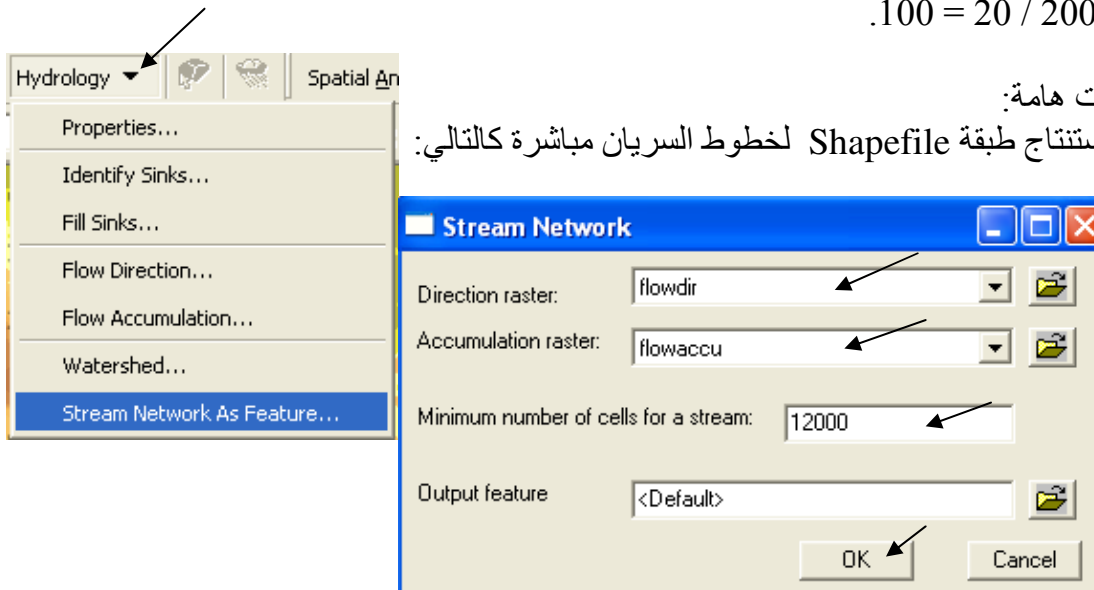 .100 = 20 / 200
ت هامة:
ستنتاج طبقة Shapefile لخطوط السريان مباشرة كالتالي:
Hydrology
Spatial An
Properties...
Identify Sinks...
Fill Sinks...
Flow Direction...
Flow Accumulation...
Watershed...
Stream Network As Feature...
Stream Network
Direction raster: flowdir
Accumulation raster: flowaccu
Minimum number of cells for a stream: 12000
Output feature <Default>
OK Cancel